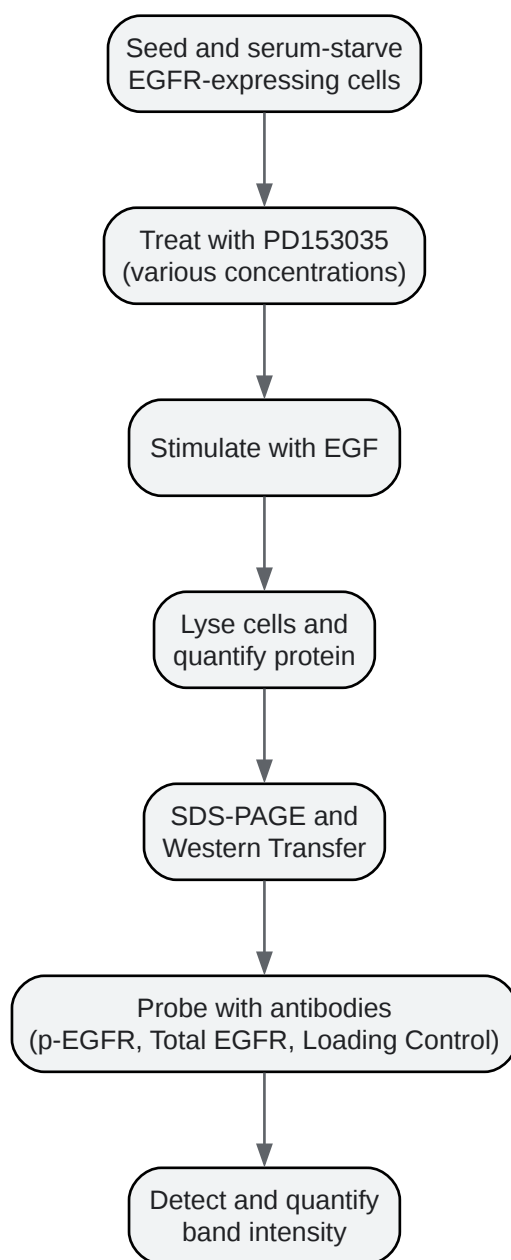 Seed and serum-starve
EGFR-expressing cells
Treat with PD153035
(various concentrations)
Stimulate with EGF
Lyse cells and
quantify protein
SDS-PAGE and
Western Transfer
Probe with antibodies
(p-EGFR, Total EGFR, Loading Control)
Detect and quantify
band intensity